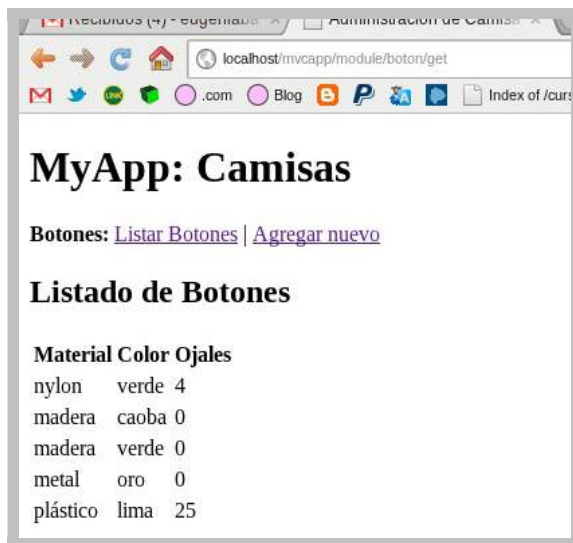 Recibidos (4) - eugeniaba
Administración de Camisa
localhost/mvcapp/module/boton/get
LINK .com Blog Index of /curs
MyApp: Camisas
Botones: Listar Botones | Agregar nuevo
Listado de Botones
Material Color Ojales
nylon verde 4
madera caoba 0
madera verde 0
metal oro 0
plástico lima 25